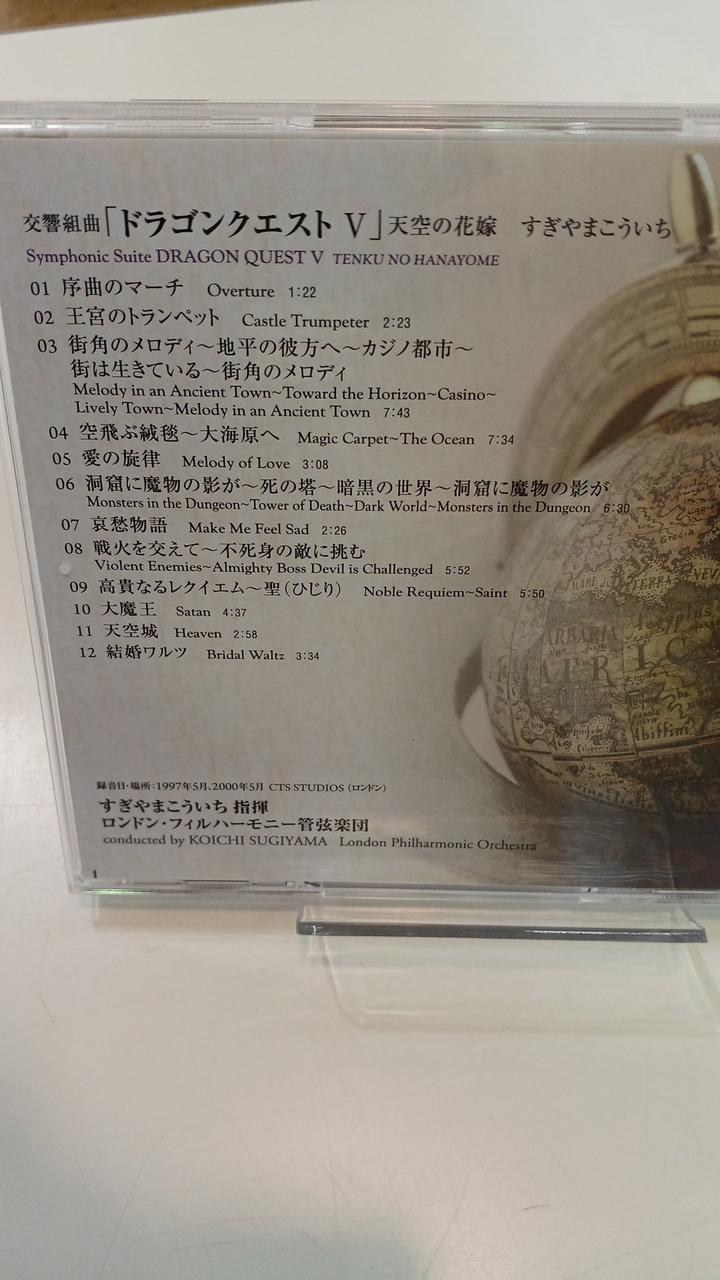 交響組曲「ドラゴンクエスト V」天空の花嫁 すぎやまこういち
Symphonic Suite DRAGON QUEST V TENKU NO HANAYOME
01 序曲のマーチ Overture 1:22
02 王宮のトランペット Castle Trumpeter 2:23
03 街角のメロディ〜地平の彼方へ〜カジノ都市〜
街は生きている〜街角のメロディ
Melody in an Ancient Town~Toward the Horizon~Casino~
Lively Town~Melody in an Ancient Town 7:43
04 空飛ぶ絨毯〜大海原へ Magic Carpet~The Ocean 7:34
05 愛の旋律 Melody of Love 3:08
06 洞窟に魔物の影が〜死の塔〜暗黒の世界〜洞窟に魔物の影が
Monsters in the Dungeon~Tower of Death~Dark World~Monsters in the Dungeon 6:30
07 哀愁物語 Make Me Feel Sad 2:26
08 戦火を交えて〜不死身の敵に挑む
Violent Enemies~Almighty Boss Devil is Challenged 5:52
09 高貴なるレクイエム〜聖(ひじり) Noble Requiem~Saint 5:50
10 大魔王 Satan 4:37
11 天空城 Heaven 2:58
12 結婚ワルツ Bridal Waltz 3:34
TERRA
BARBARIA
AFRIC
録音日・場所:1997年5月、2000年5月 CTS STUDIOS (ロンドン)
すぎやまこういち 指揮
ロンドン・フィルハーモニー管弦楽団
conducted by KOICHI SUGIYAMA London Philharmonic Orchestra